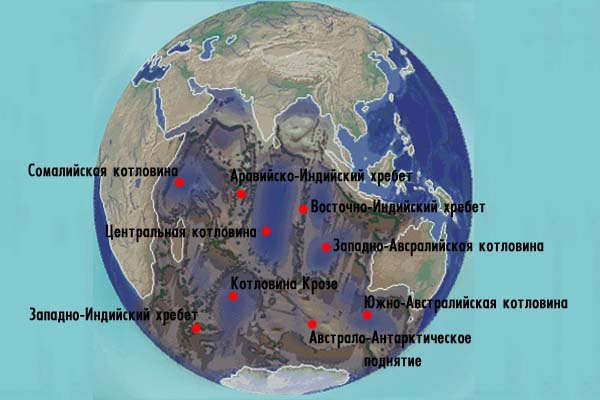 Сомалийская котловина
Аравийско-Индийский хребет
Восточно-Индийский хребет
Центральная котловина
Западно-Авсралийская котловина
Котловина Крозе
Южно-Австралийская котловина
Западно-Индийский хребет
Австрало-Антарктическое
поднятие